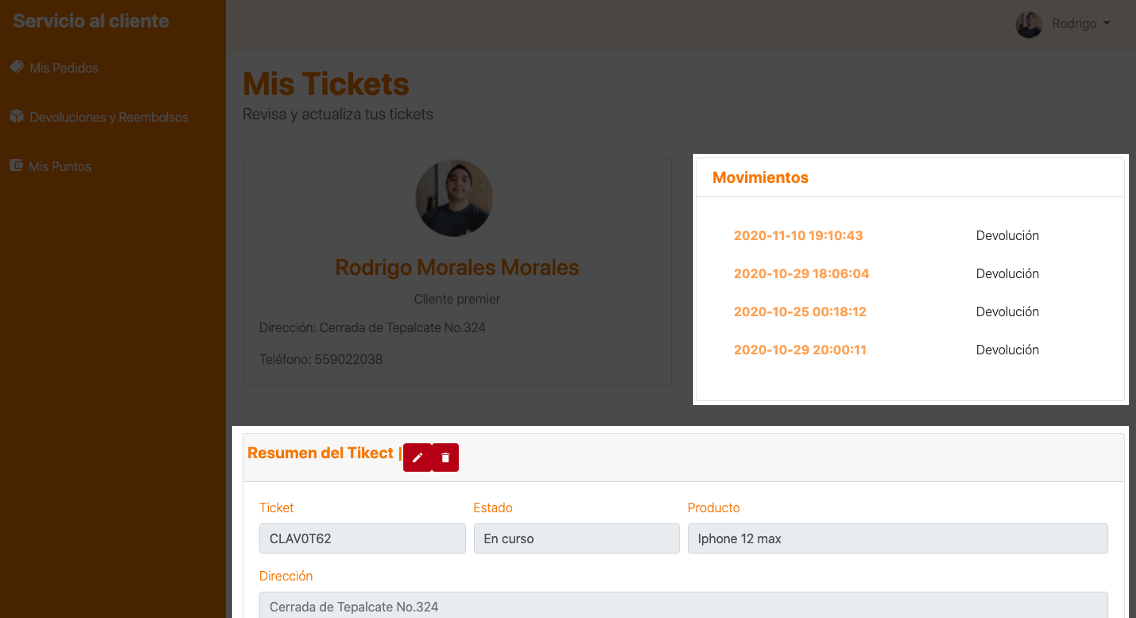 Servicio al cliente
Rodrigo
Mis Pedidos
Devoluciones y Reembolsos
Mis Puntos
Mis Tickets
Revisa y actualiza tus tickets
Rodrigo Morales Morales
Cliente premier
Dirección: Cerrada de Tepalcate No.324
Teléfono: 559022038
Movimientos
2020-11-10 19:10:43 Devolución
2020-10-29 18:06:04 Devolución
2020-10-25 00:18:12 Devolución
2020-10-29 20:00:11 Devolución
Resumen del Tikect |
Ticket Estado Producto
CLAV0T62 En curso Iphone 12 max
Dirección
Cerrada de Tepalcate No.324